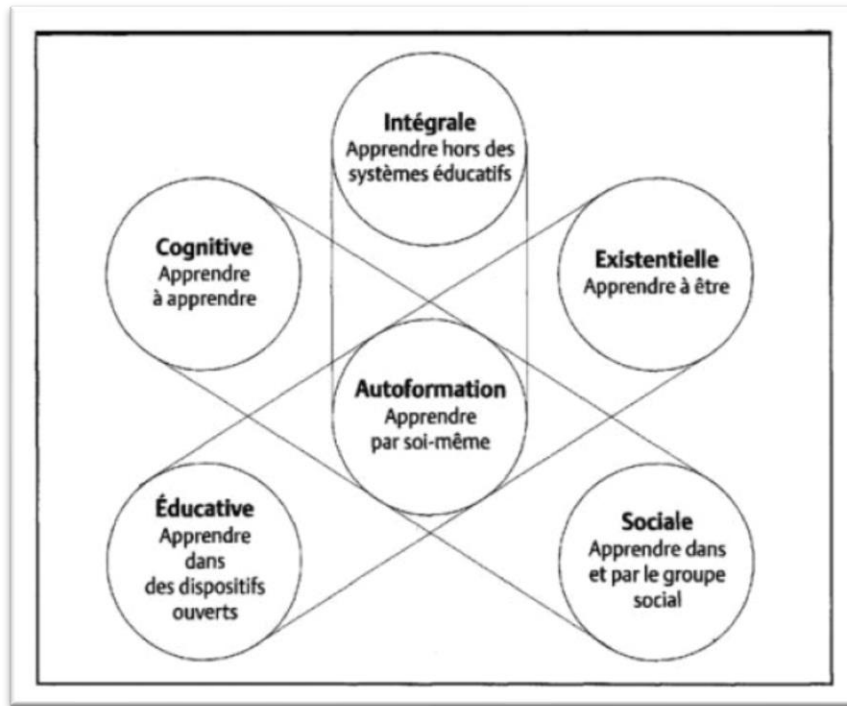 Intégrale
Apprendre hors des
systèmes éducatifs
Cognitive
Apprendre
à apprendre
Existentielle
Apprendre à être
Autoformation
Apprendre
par soi-même
Éducative
Apprendre
dans
des dispositifs
ouverts
Sociale
Apprendre dans
et par le groupe
social